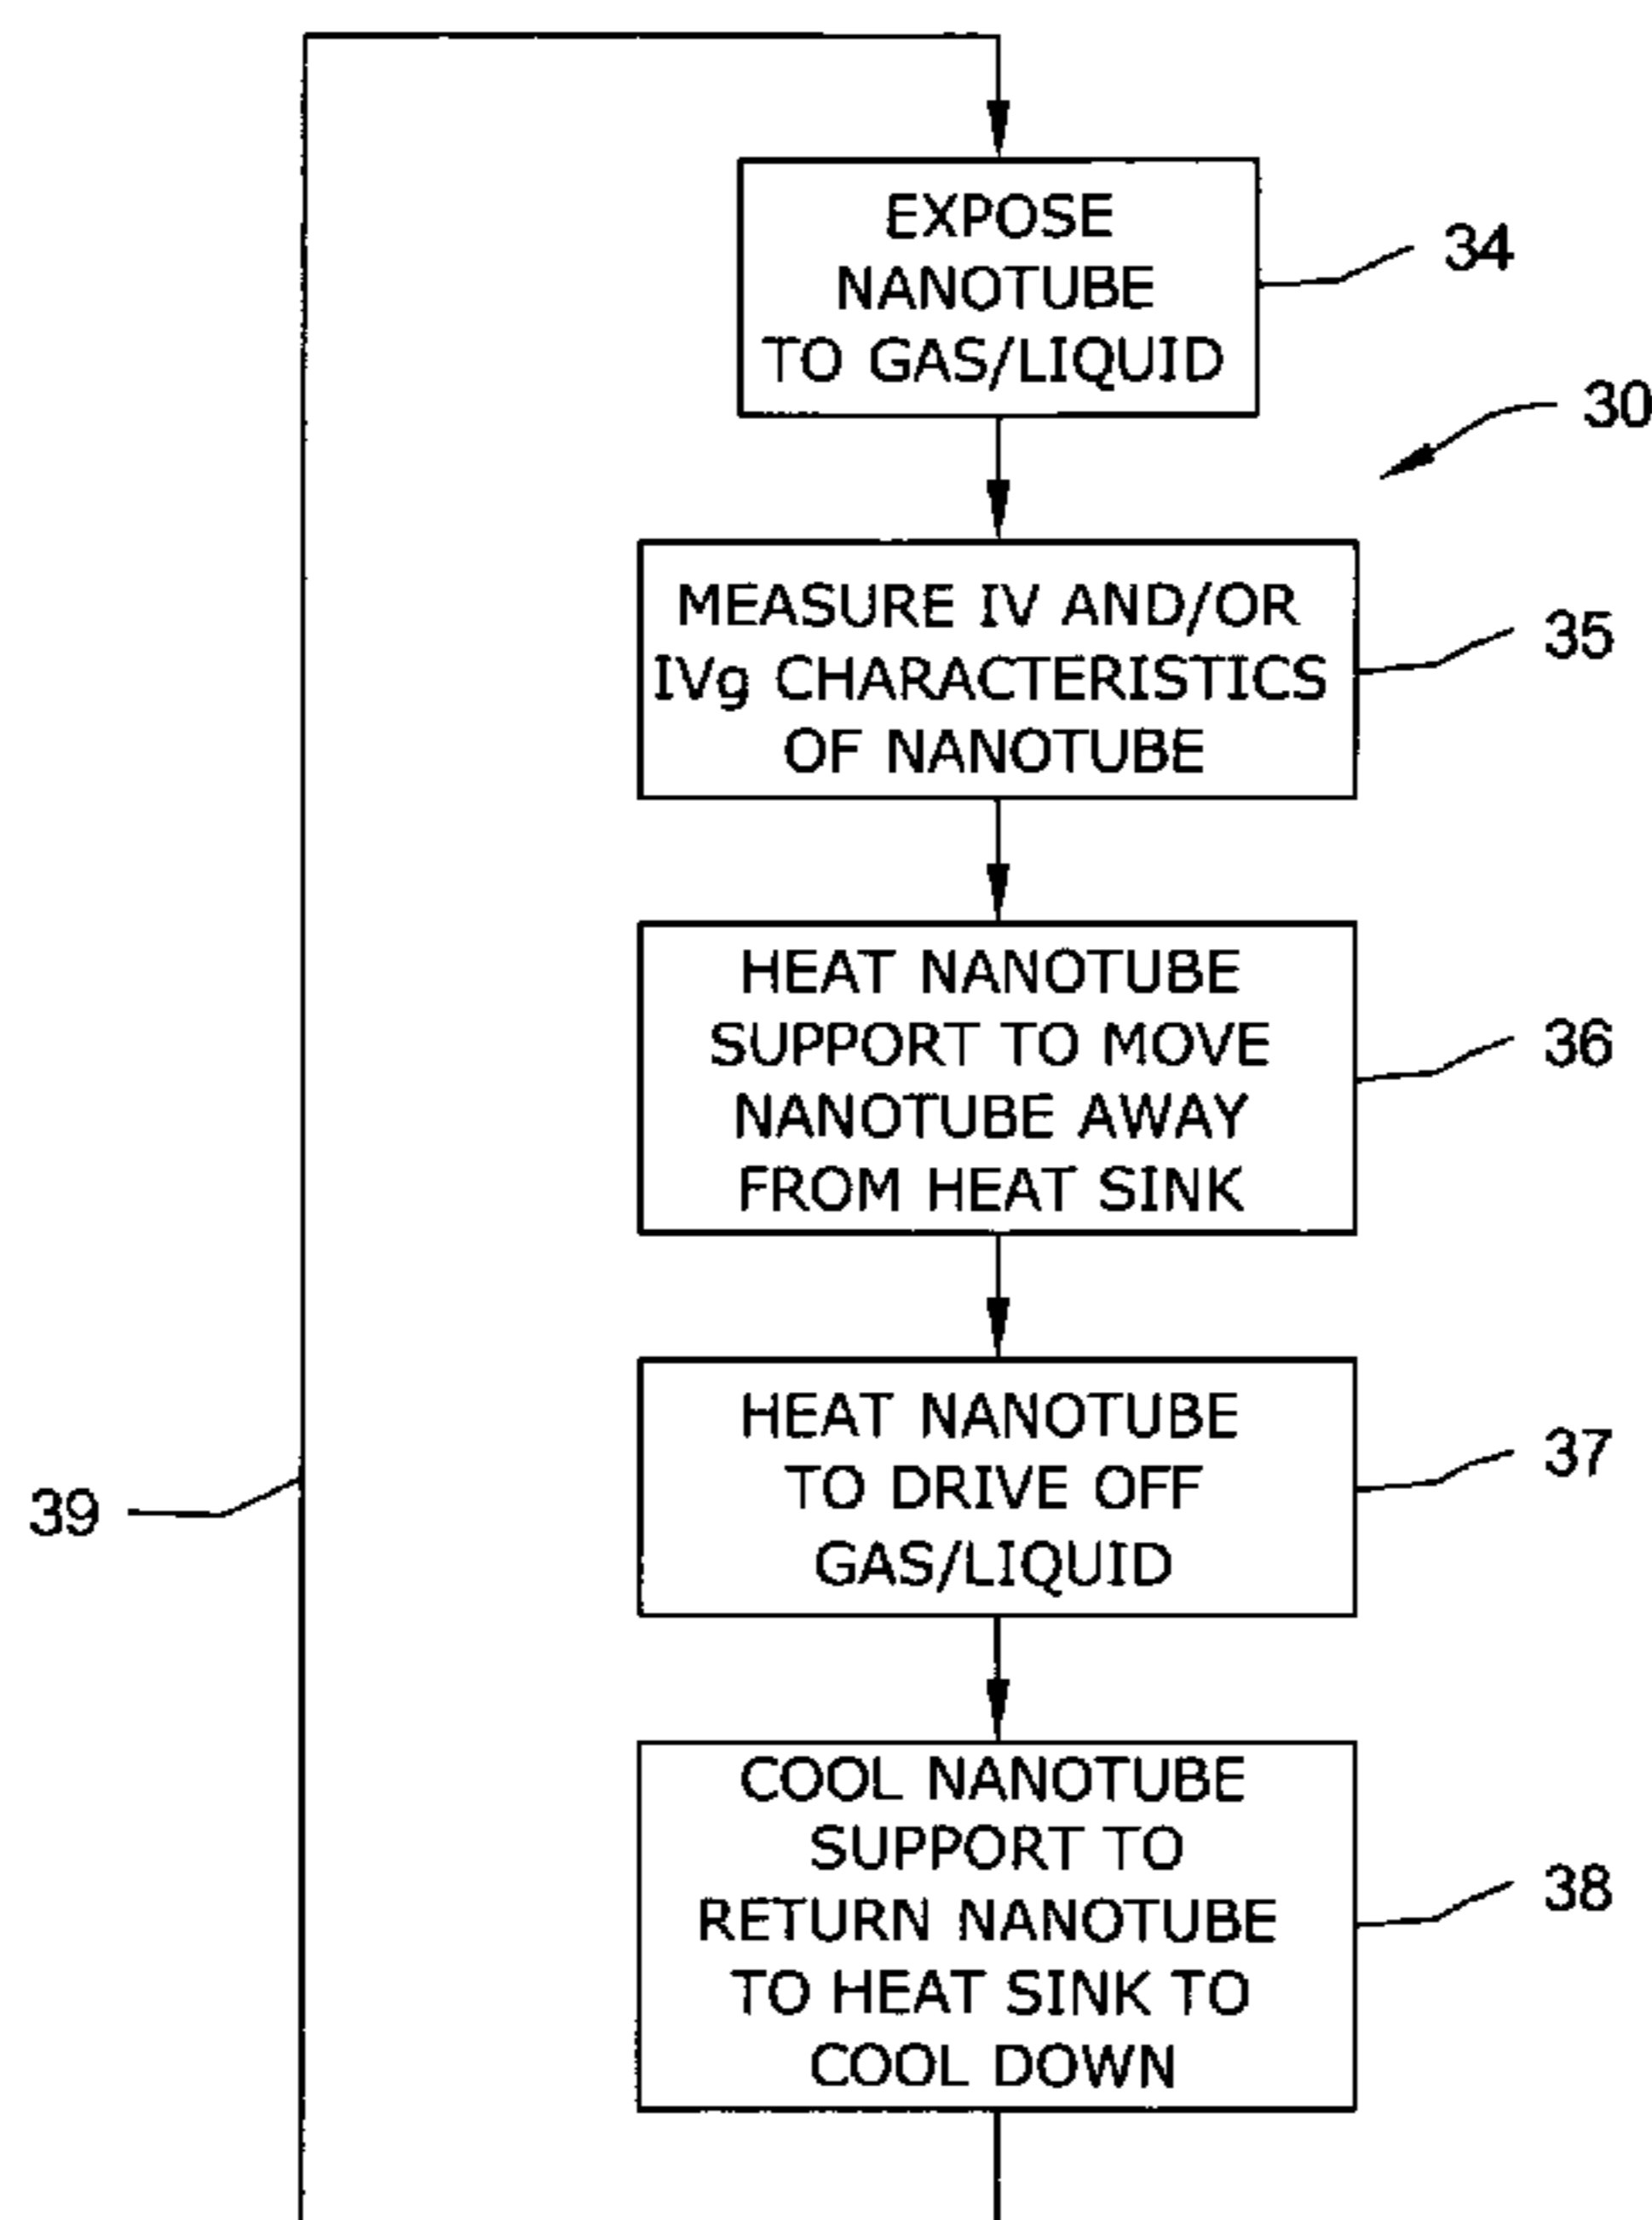 EXPOSE
NANOTUBE
TO GAS/LIQUID
34
30
MEASURE IV AND/OR
IVg CHARACTERISTICS
OF NANOTUBE
35
HEAT NANOTUBE
SUPPORT TO MOVE
NANOTUBE AWAY
FROM HEAT SINK
36
HEAT NANOTUBE
TO DRIVE OFF
GAS/LIQUID
37
39
COOL NANOTUBE
SUPPORT TO
RETURN NANOTUBE
TO HEAT SINK TO
COOL DOWN
38